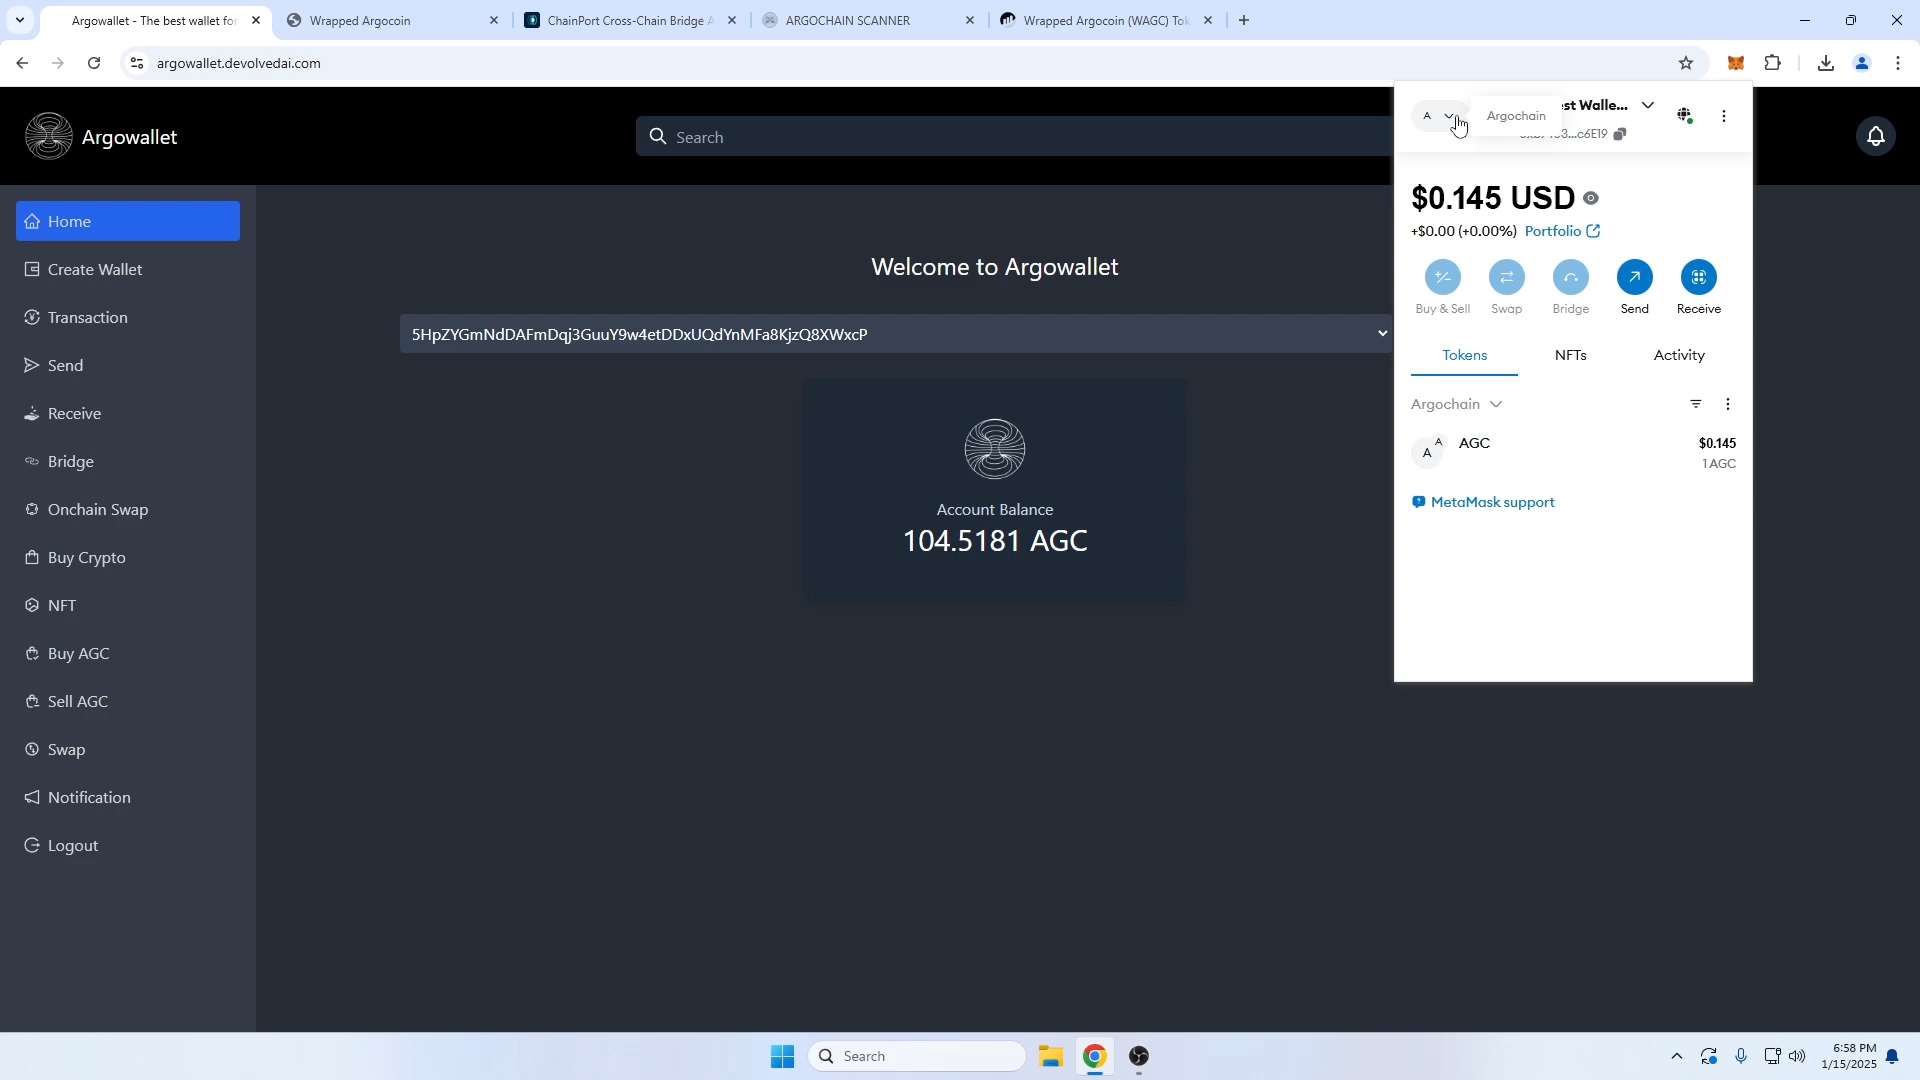 Argowallet - The best wallet for
Wrapped Argocoin
ChainPort Cross-Chain Bridge A
ARGOCHAIN SCANNER
Wrapped Argocoin (WAGC) Tok
argowallet.devolvedai.com
Argowallet
Search
Home
Create Wallet
Transaction
Send
Receive
Bridge
Onchain Swap
Buy Crypto
NFT
Buy AGC
Sell AGC
Swap
Notification
Logout
Welcome to Argowallet
5HpZYGmNdDAFmDqj3GuuY9w4etDDxUQdYnMFa8KjzQ8XWxcP
Account Balance
104.5181 AGC
A
Argochain
est Walle...
c6E19
$0.145 USD
+$0.00 (+0.00%) Portfolio
Buy & Sell
Swap
Bridge
Send
Receive
Tokens
NFTs
Activity
Argochain
A
A
AGC
$0.145
1 AGC
MetaMask support
Search
6:58 PM
1/15/2025